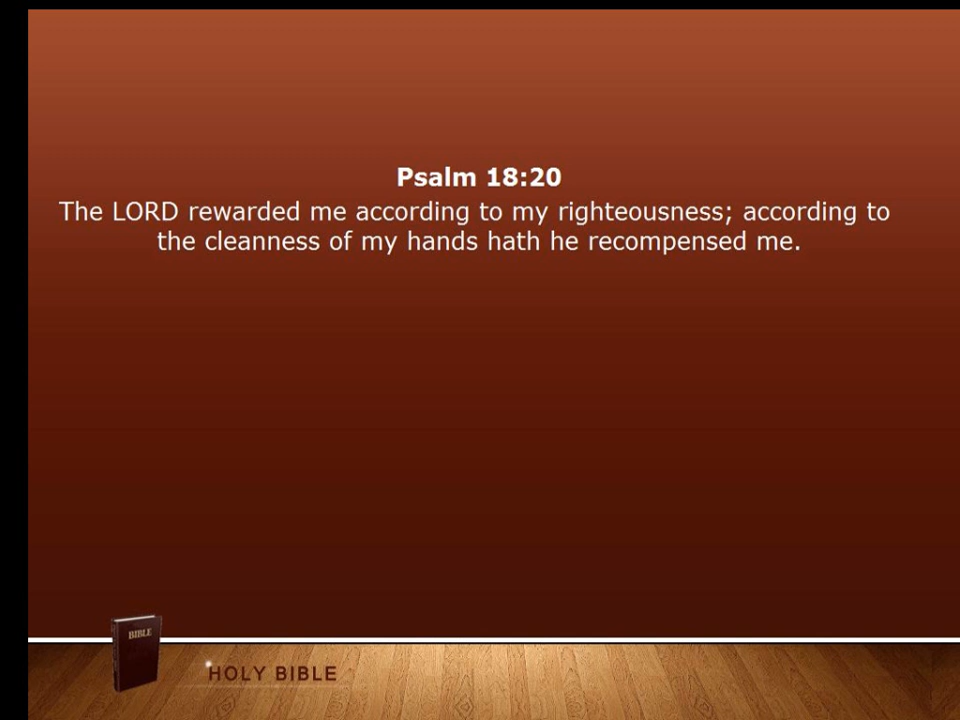 Psalm 18:20
The LORD rewarded me according to my righteousness; according to
the cleanness of my hands hath he recompensed me.
BIBLE
HOLY BIBLE